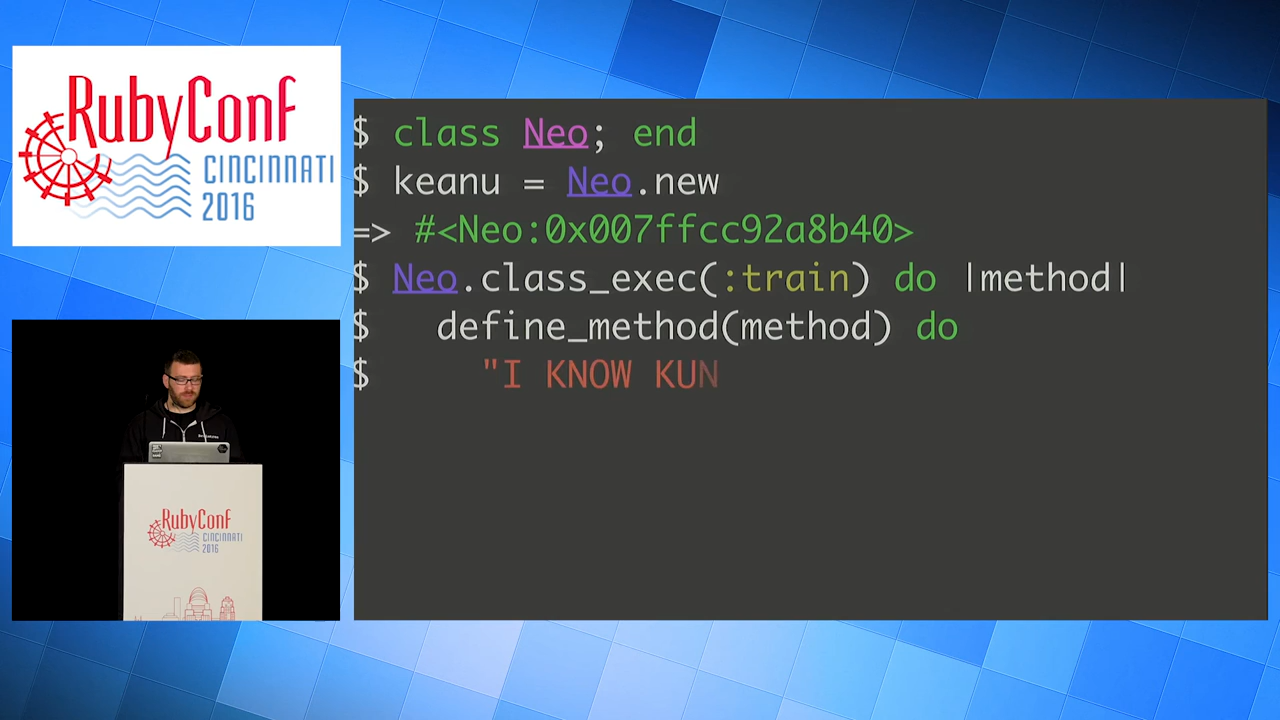 RubyConf
CINCINNATI
2016
$ class Neo; end
$ keanu = Neo.new
=> #<Neo:0x007ffcc92a8b40>
$ Neo.class_exec(:train) do |method|
$ define_method(method) do
$ "I KNOW KUN
RubyConf
CINCINNATI
2016